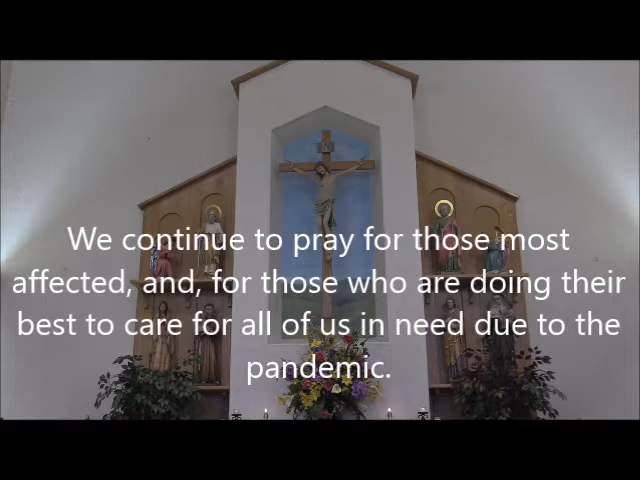 We continue to pray for those most
affected, and, for those who are doing their
best to care for all of us in need due to the
pandemic.